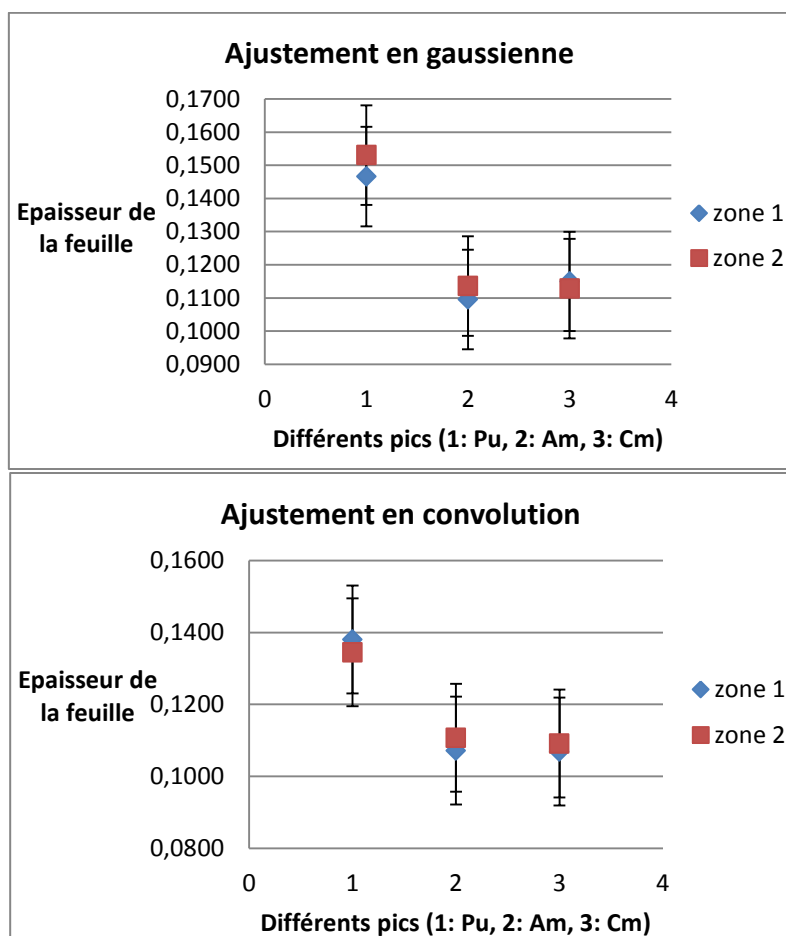 Ajustement en gaussienne
0,1700
0,1600
0,1500
0,1400
0,1300
0,1200
0,1100
0,1000
0,0900
Epaisseur de
la feuille
0 1 2 3 4
Différents pics (1: Pu, 2: Am, 3: Cm)
zone 1
zone 2
Ajustement en convolution
0,1600
0,1400
0,1200
0,1000
0,0800
Epaisseur de
la feuille
0 1 2 3 4
Différents pics (1: Pu, 2: Am, 3: Cm)
zone 1
zone 2